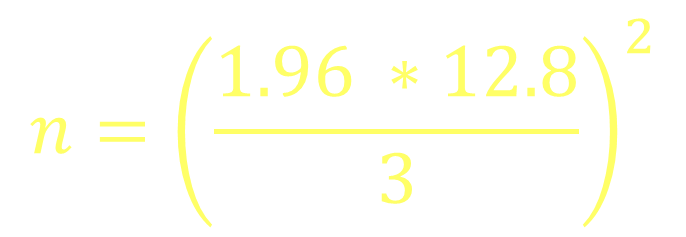 n = (1.96 * 12.8 / 3)^2